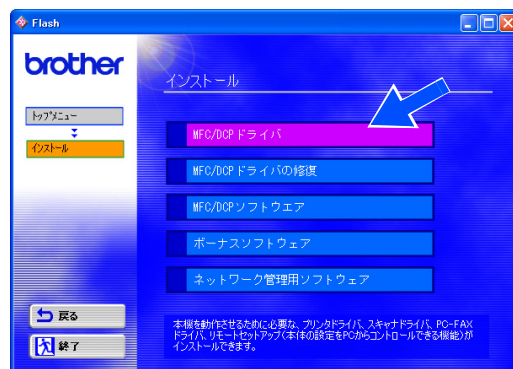 Flash
brother
インストール
トップメニュー
インストール
MFC/DCPドライバ
MFC/DCPドライバの修復
MFC/DCPソフトウエア
ボーナスソフトウェア
ネットワーク管理用ソフトウェア
戻る
終了
本機を動作させるために必要な、プリンタドライバ、スキャナドライバ、PC-FAX
ドライバ、リモートセットアップ(本体の設定をPCからコントロールできる機能)が
インストールできます。